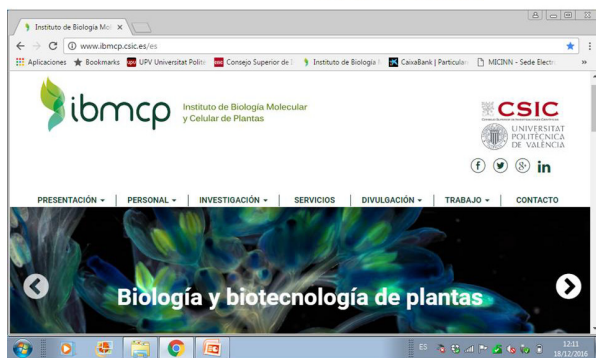 Instituto de Biología Mol
www.ibmcp.csic.es/es
Aplicaciones Bookmarks UPV Universitat Polite Consejo Superior de I Instituto de Biología M CaixaBank | Particular MICINN - Sede Electr »
ibmcp
Instituto de Biología Molecular
y Celular de Plantas
CSIC
UNIVERSITAT
POLITÈCNICA
DE VALÈNCIA
PRESENTACIÓN PERSONAL INVESTIGACIÓN SERVICIOS DIVULGACIÓN TRABAJO CONTACTO
Biología y biotecnología de plantas
ES 12:11
18/12/2016